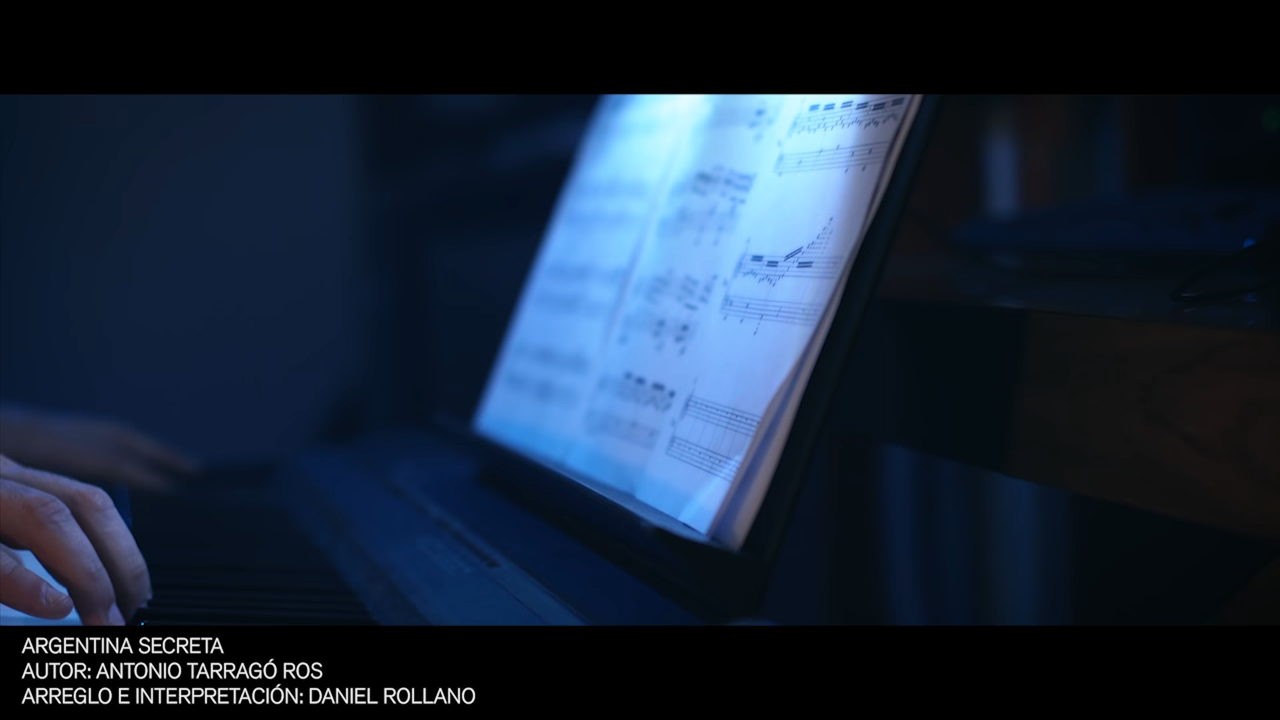 ARGENTINA SECRETA
AUTOR: ANTONIO TARRAGÓ ROS
ARREGLO E INTERPRETACIÓN: DANIEL ROLLANO